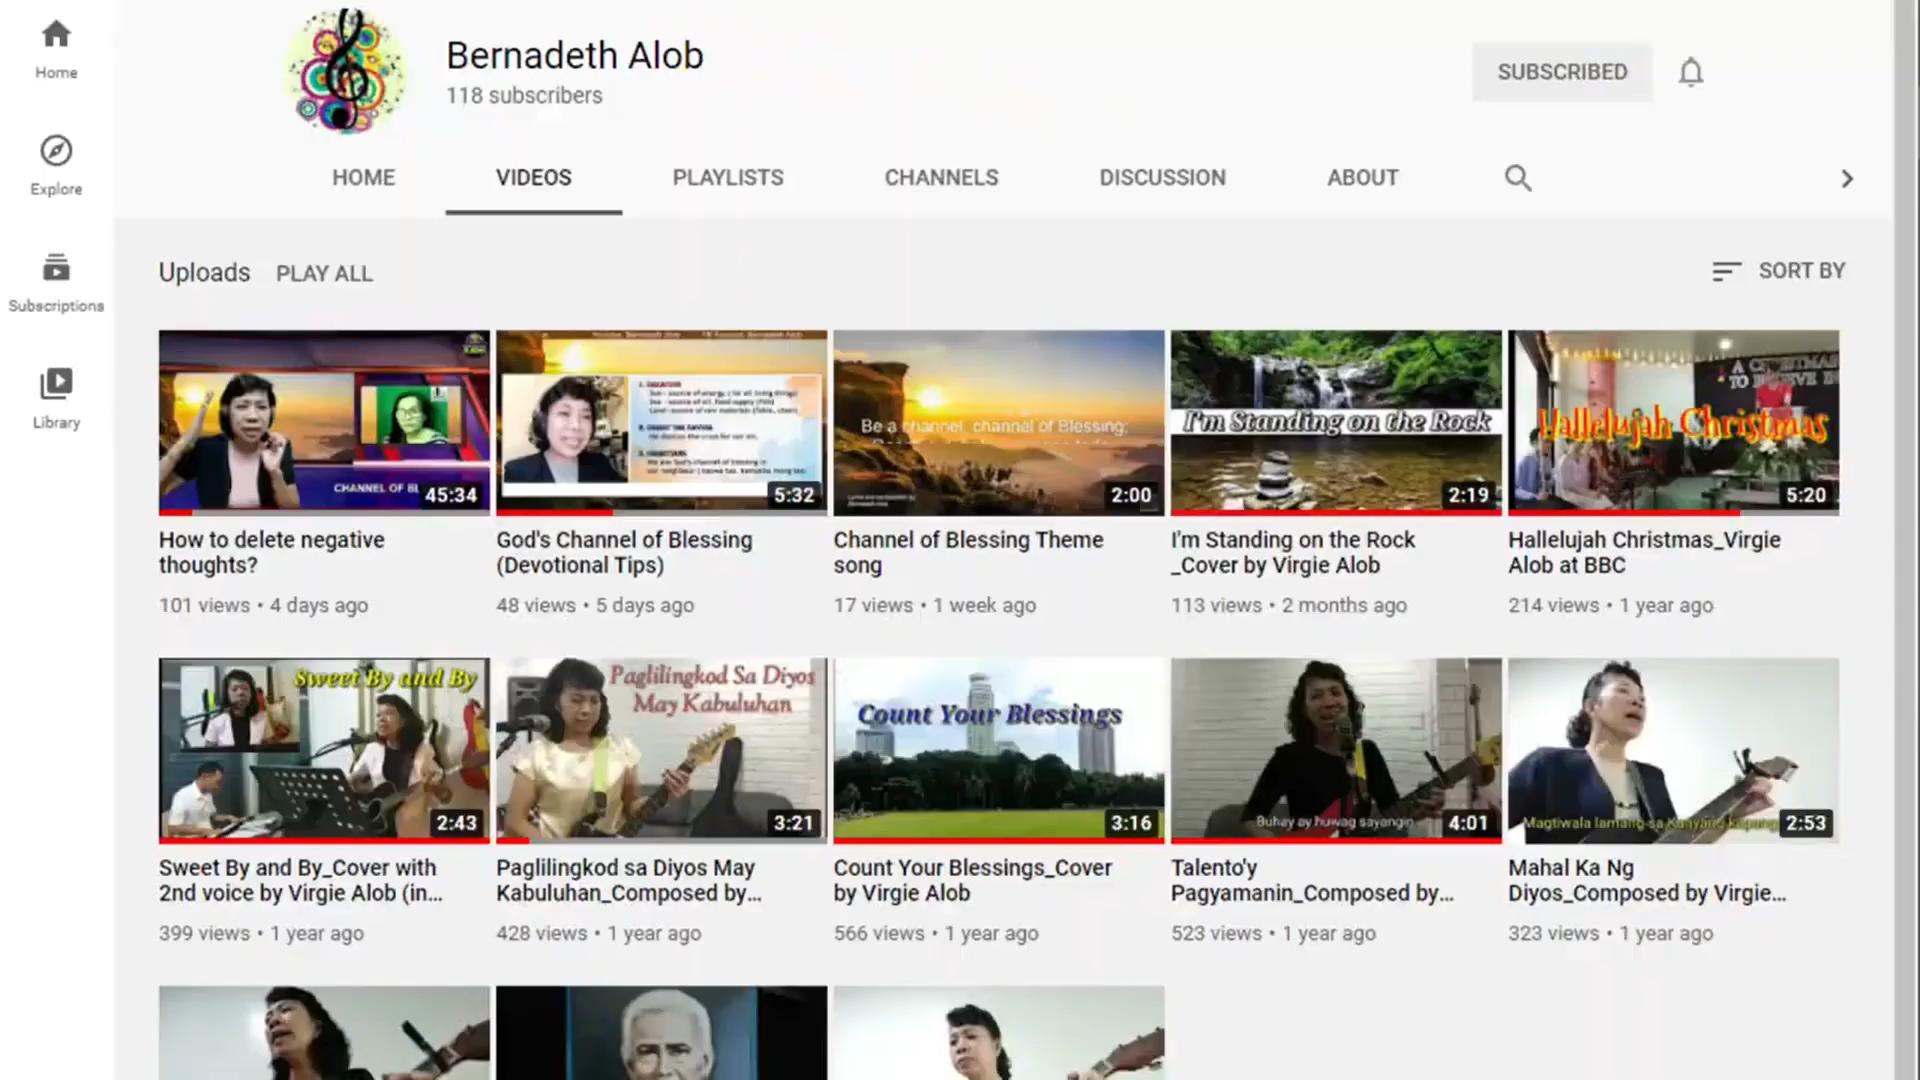 Home
Explore
Subscriptions
Library
Bernadeth Alob
118 subscribers
SUBSCRIBED
HOME
VIDEOS
PLAYLISTS
CHANNELS
DISCUSSION
ABOUT
Uploads
PLAY ALL
SORT BY
CHANNEL OF BL
45:34
How to delete negative
thoughts?
101 views • 4 days ago
5:32
God's Channel of Blessing
(Devotional Tips)
48 views • 5 days ago
Be a channel, channel of Blessing;
2:00
Channel of Blessing Theme
song
17 views • 1 week ago
I'm Standing on the Rock
2:19
I'm Standing on the Rock
_Cover by Virgie Alob
113 views • 2 months ago
A CHRISTMAS
Hallelujah Christmas
5:20
Hallelujah Christmas_Virgie
Alob at BBC
214 views • 1 year ago
Sweet By and By
2:43
Sweet By and By_Cover with
2nd voice by Virgie Alob (in...
399 views • 1 year ago
Paglilingkod Sa Diyos
May Kabuluhan
3:21
Paglilingkod sa Diyos May
Kabuluhan_Composed by...
428 views • 1 year ago
Count Your Blessings
3:16
Count Your Blessings_Cover
by Virgie Alob
566 views • 1 year ago
Buhay ay huwag sayangin
4:01
Talento'y
Pagyamanin_Composed by...
523 views • 1 year ago
Magtiwala lamang sa Kanyang
2:53
Mahal Ka Ng
Diyos_Composed by Virgie...
323 views • 1 year ago